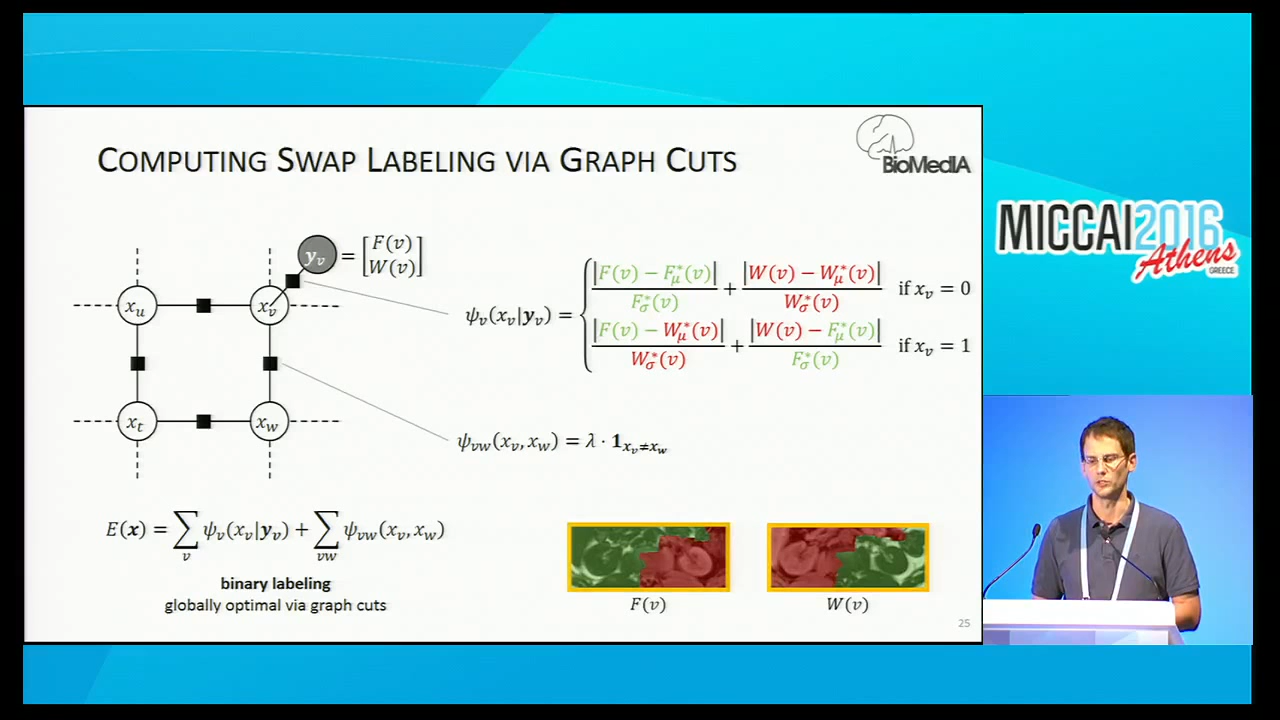 COMPUTING SWAP LABELING VIA GRAPH CUTS
BioMedIA
MICCAI2016
Athens
GREECE
y_v = [F(v) W(v)]
x_u
x_v
x_t
x_w
ψ_v(x_v|y_v) = { |F(v) − F*_μ(v)| / F*_σ(v) + |W(v) − W*_μ(v)| / W*_σ(v) if x_v = 0
|F(v) − W*_μ(v)| / W*_σ(v) + |W(v) − F*_μ(v)| / F*_σ(v) if x_v = 1
ψ_vw(x_v, x_w) = λ · 1_{x_v≠x_w}
E(x) = ∑_v ψ_v(x_v|y_v) + ∑_vw ψ_vw(x_v, x_w)
binary labeling
globally optimal via graph cuts
F(v)
W(v)
25